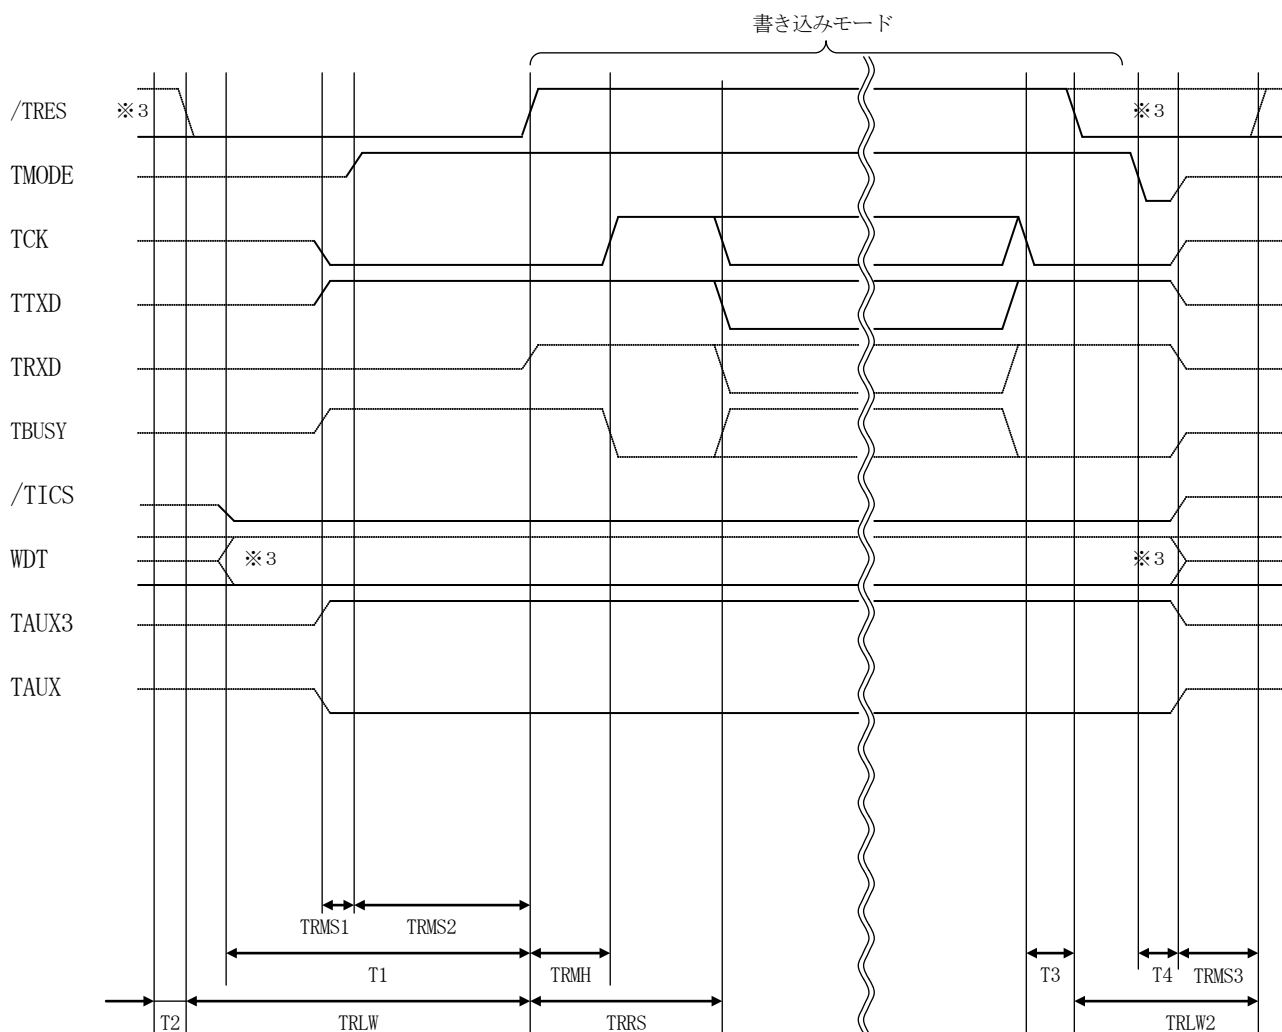 書き込みモード
/TRES ※3 ※3
TMODE
TCK
TTXD
TRXD
TBUSY
/TICS
WDT ※3 ※3
TAUX3
TAUX
TRMS1 TRMS2
T1 TRMH T3 T4 TRMS3
T2 TRLW TRRS TRLW2